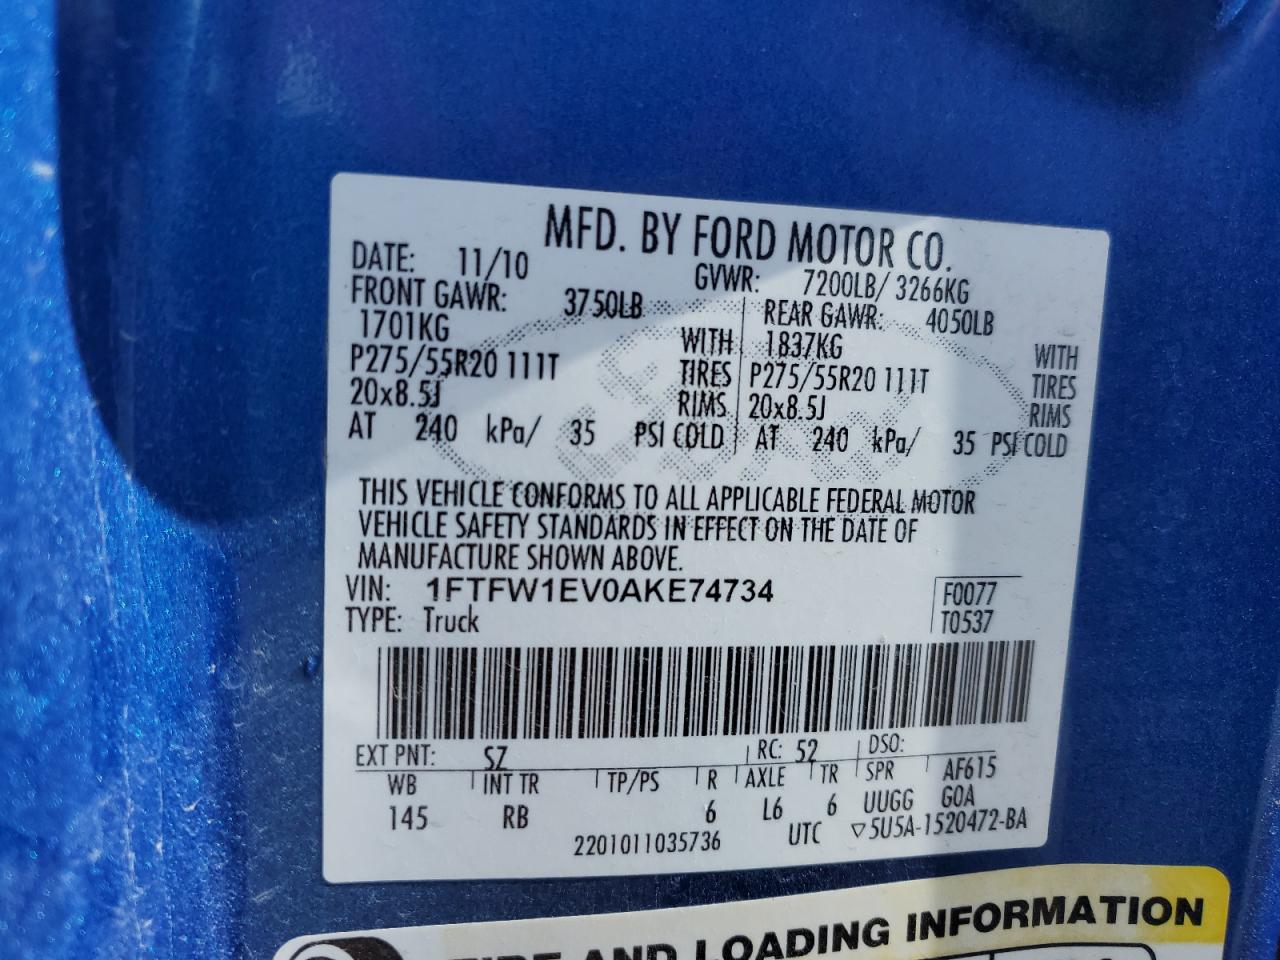 MFD. BY FORD MOTOR CO.
DATE: 11/10 GVWR: 7200LB/ 3266KG
FRONT GAWR: 3750LB REAR GAWR: 4050LB
1701KG WITH 1837KG WITH
P275/55R20 111T TIRES P275/55R20 111T TIRES
20x8.5J RIMS 20x8.5J RIMS
AT 240 kPa/ 35 PSI COLD AT 240 kPa/ 35 PSI COLD
THIS VEHICLE CONFORMS TO ALL APPLICABLE FEDERAL MOTOR
VEHICLE SAFETY STANDARDS IN EFFECT ON THE DATE OF
MANUFACTURE SHOWN ABOVE.
VIN: 1FTFW1EV0AKE74734 F0077
TYPE: Truck T0537
EXT PNT: SZ RC: 52 DSO:
WB INT TR TP/PS R AXLE TR SPR AF615
145 RB 6 L6 6 UUGG GOA
2201011035736 UTC ▽5U5A-1520472-BA
TIRE AND LOADING INFORMATION